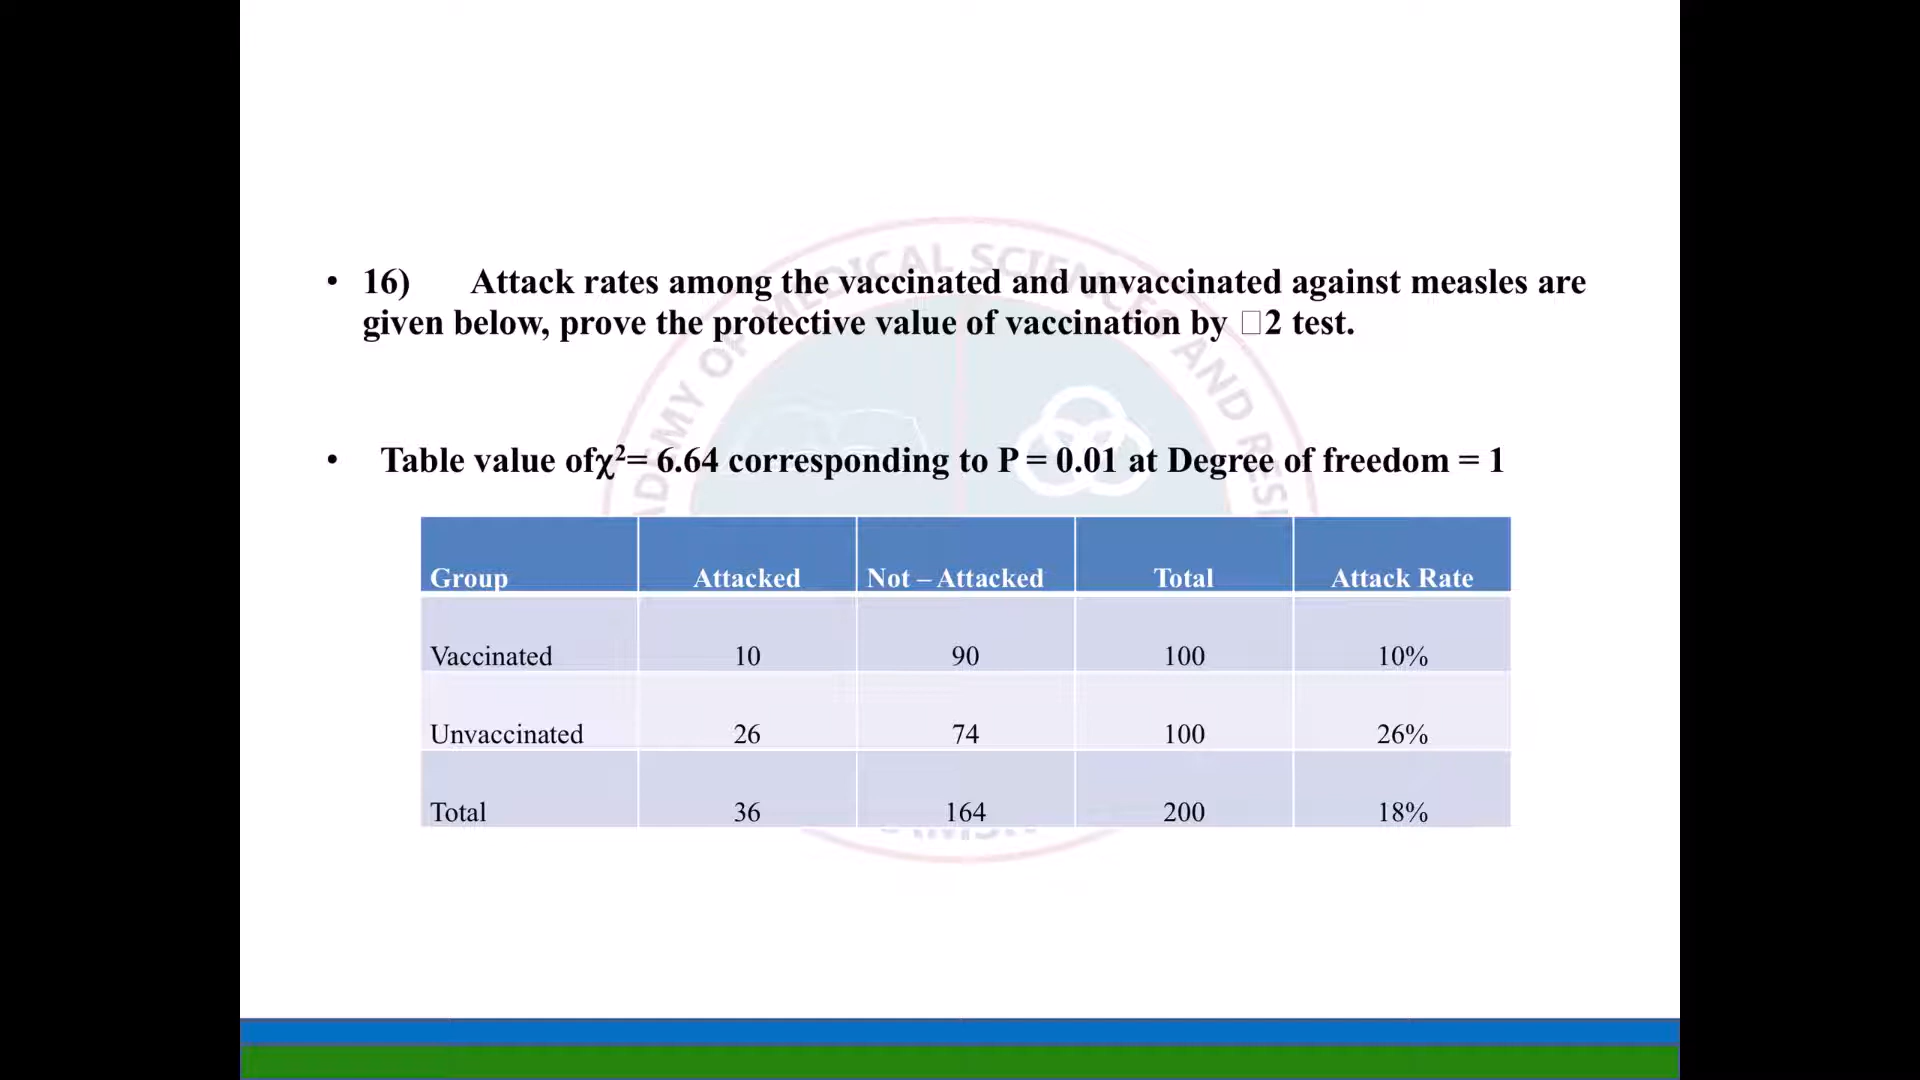 • 16) Attack rates among the vaccinated and unvaccinated against measles are
given below, prove the protective value of vaccination by □2 test.
• Table value ofχ²= 6.64 corresponding to P = 0.01 at Degree of freedom = 1
Group Attacked Not – Attacked Total Attack Rate
Vaccinated 10 90 100 10%
Unvaccinated 26 74 100 26%
Total 36 164 200 18%